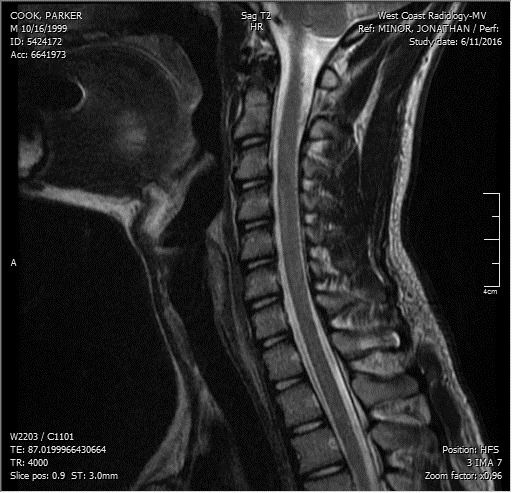 COOK, PARKER
M 10/16/1999
ID: 5424172
Acc: 6641973
Sag T2
HR
West Coast Radiology-MV
Ref: MINOR, JONATHAN / Perf:
Study date: 6/11/2016
A
4cm
W2203 / C1101
TE: 87.0199966430664
TR: 4000
Slice pos: 0.9 ST: 3.0mm
Position: HFS
3 IMA 7
Zoom factor: x0.96